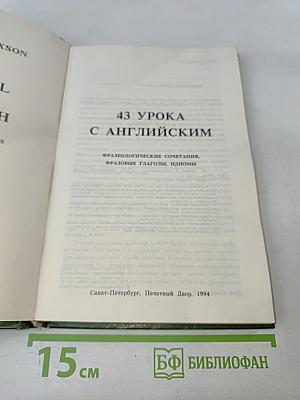 XSON
L
H
43 УРОКА
С АНГЛИЙСКИМ
ФРАЗЕОЛОГИЧЕСКИЕ СОЧЕТАНИЯ,
ФРАЗОВЫЕ ГЛАГОЛЫ, ИДИОМЫ
Санкт-Петербург, Печатный Двор, 1994
15 см
БФ БИБЛИОФАН